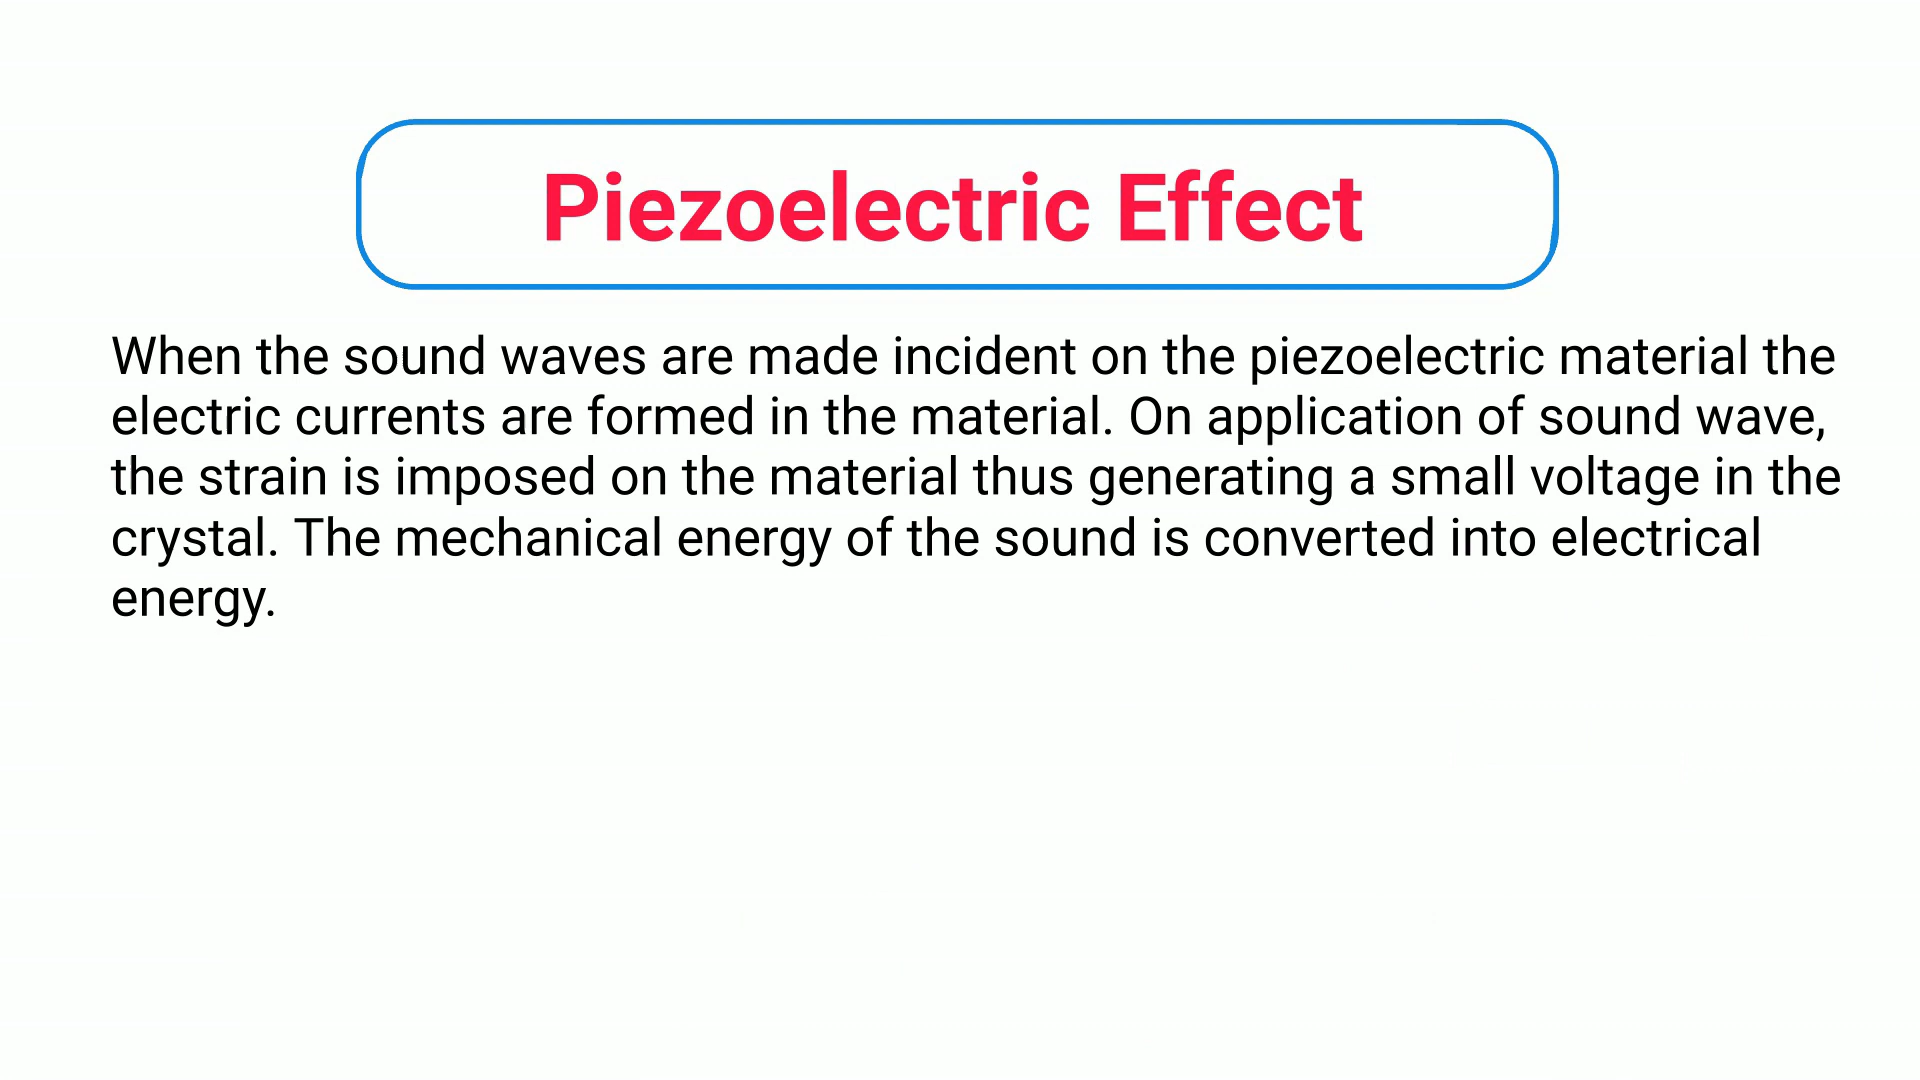 Piezoelectric Effect
When the sound waves are made incident on the piezoelectric material the
electric currents are formed in the material. On application of sound wave,
the strain is imposed on the material thus generating a small voltage in the
crystal. The mechanical energy of the sound is converted into electrical
energy.